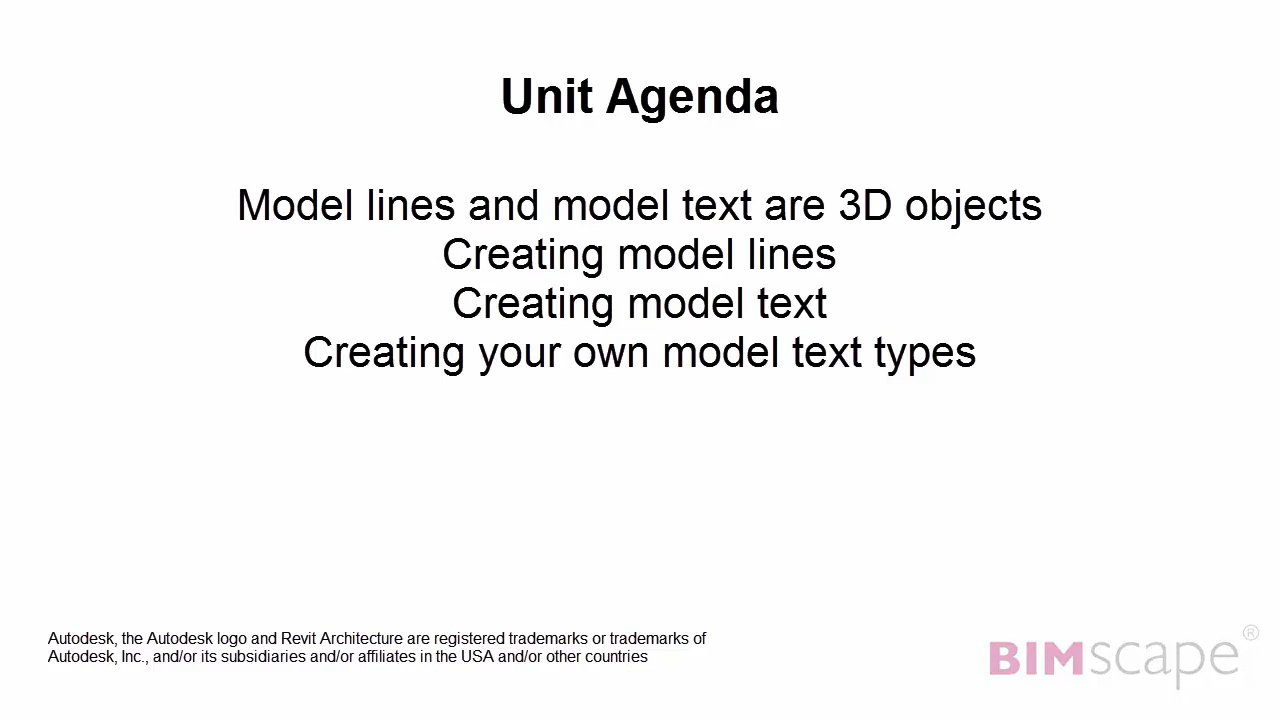 Unit Agenda
Model lines and model text are 3D objects
Creating model lines
Creating model text
Creating your own model text types
Autodesk, the Autodesk logo and Revit Architecture are registered trademarks or trademarks of
Autodesk, Inc., and/or its subsidiaries and/or affiliates in the USA and/or other countries
BIMscape®